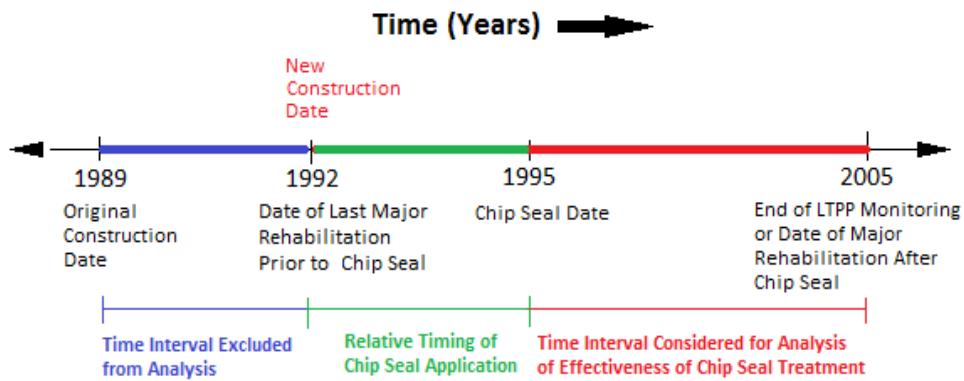 Time (Years)
New
Construction
Date
1989
1992
1995
2005
Original
Construction
Date
Date of Last Major
Rehabilitation
Prior to Chip Seal
Chip Seal Date
End of LTPP Monitoring
or Date of Major
Rehabilitation After
Chip Seal
Time Interval Excluded
from Analysis
Relative Timing of
Chip Seal Application
Time Interval Considered for Analysis
of Effectiveness of Chip Seal Treatment